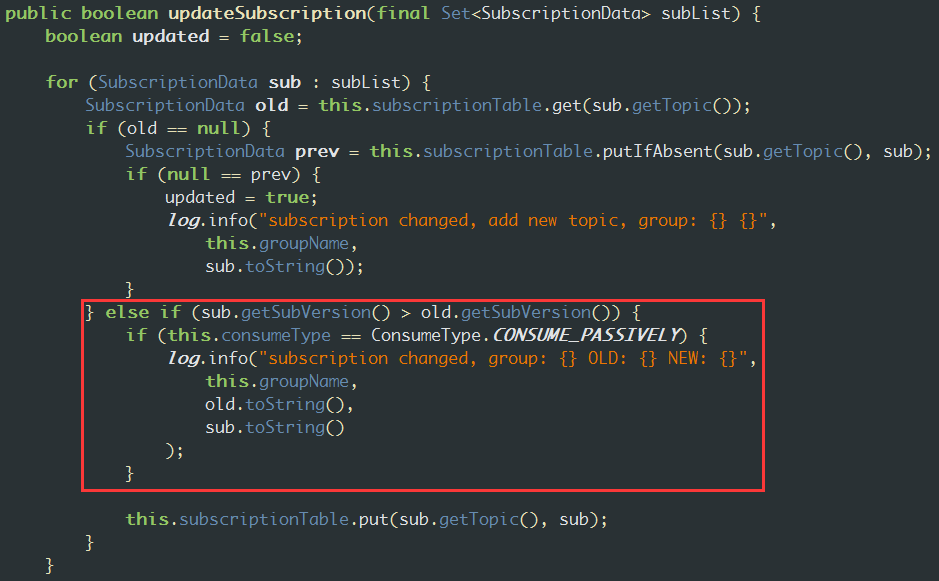 public boolean updateSubscription(final Set<SubscriptionData> subList) {
    boolean updated = false;

    for (SubscriptionData sub : subList) {
        SubscriptionData old = this.subscriptionTable.get(sub.getTopic());
        if (old == null) {
            SubscriptionData prev = this.subscriptionTable.putIfAbsent(sub.getTopic(), sub);
            if (null == prev) {
                updated = true;
                log.info("subscription changed, add new topic, group: {} {}",
                    this.groupName,
                    sub.toString());
            }
        } else if (sub.getSubVersion() > old.getSubVersion()) {
            if (this.consumeType == ConsumeType.CONSUME_PASSIVELY) {
                log.info("subscription changed, group: {} OLD: {} NEW: {}",
                    this.groupName,
                    old.toString(),
                    sub.toString()
                );
            }

            this.subscriptionTable.put(sub.getTopic(), sub);
        }
    }